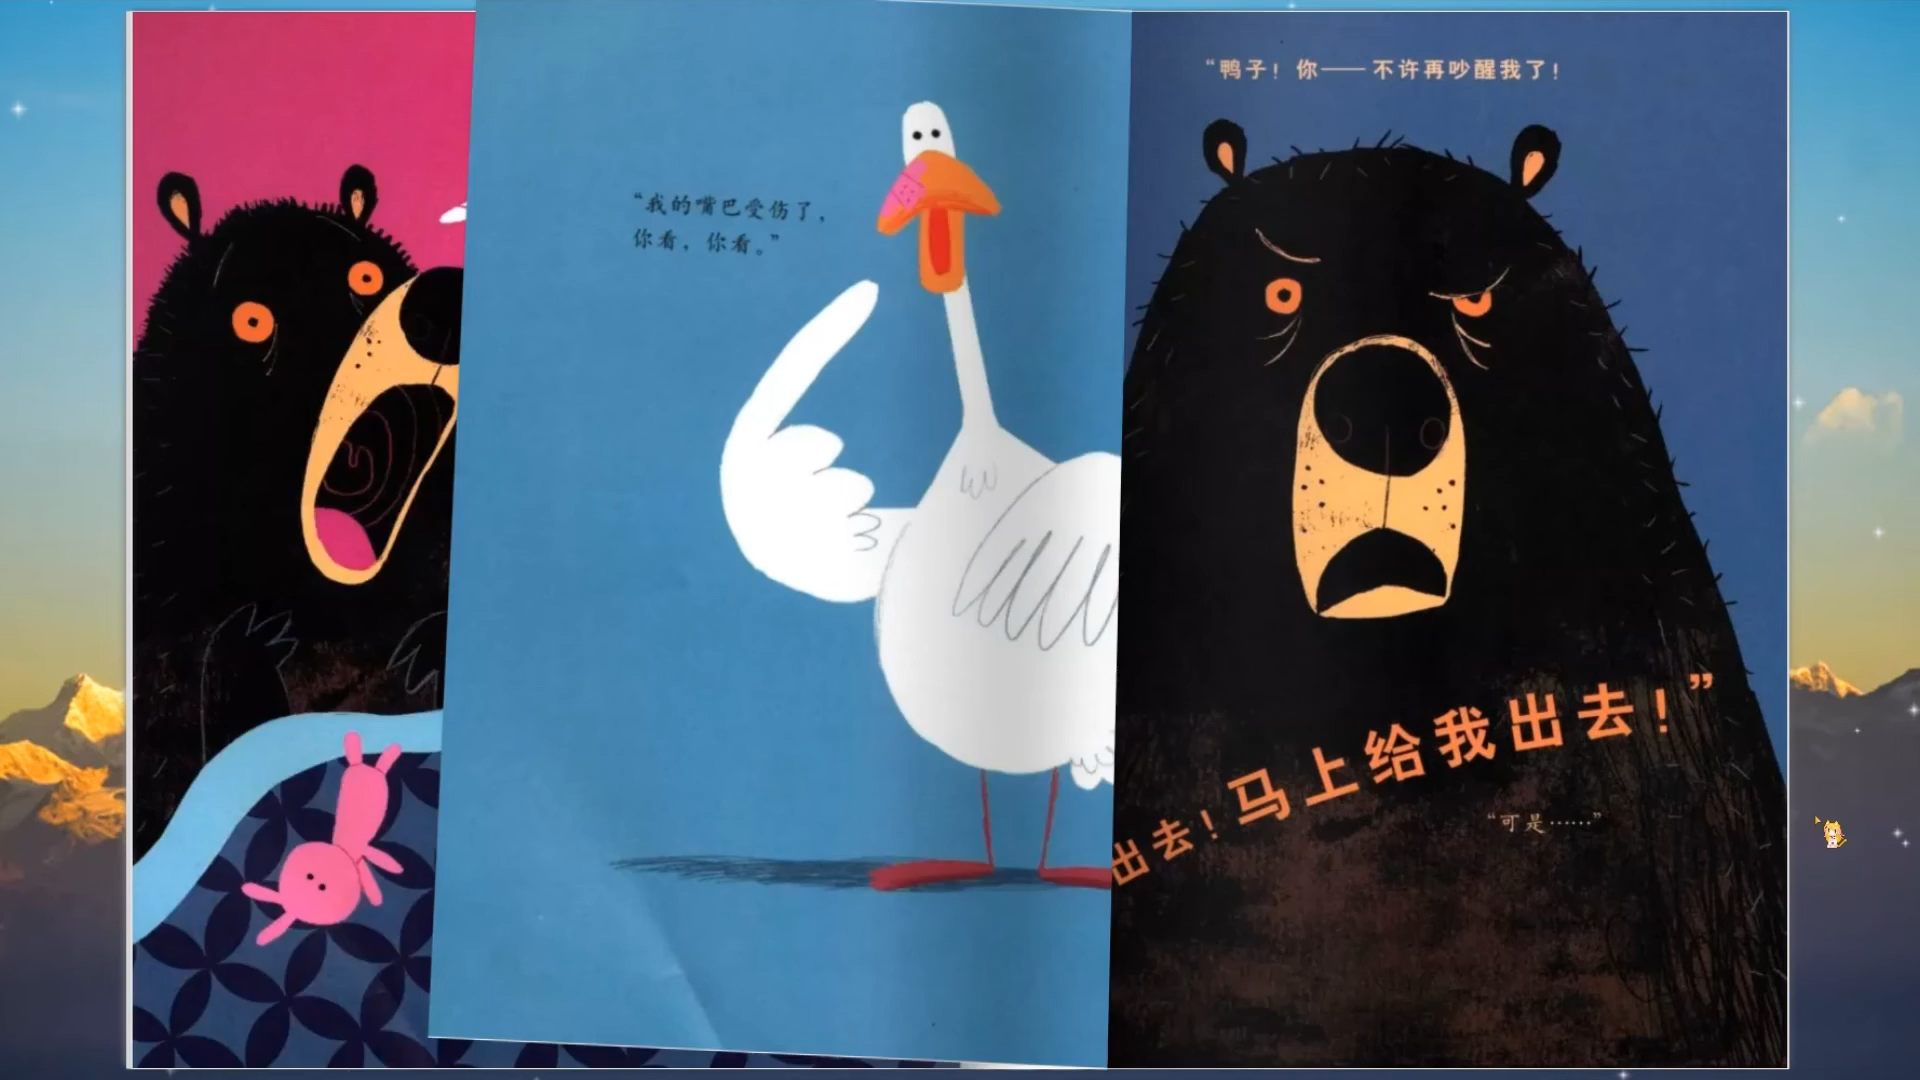 “我的嘴巴受伤了，
你看，你看。”
“鸭子！你——不许再吵醒我了！
出去！马上给我出去！”
“可是……”